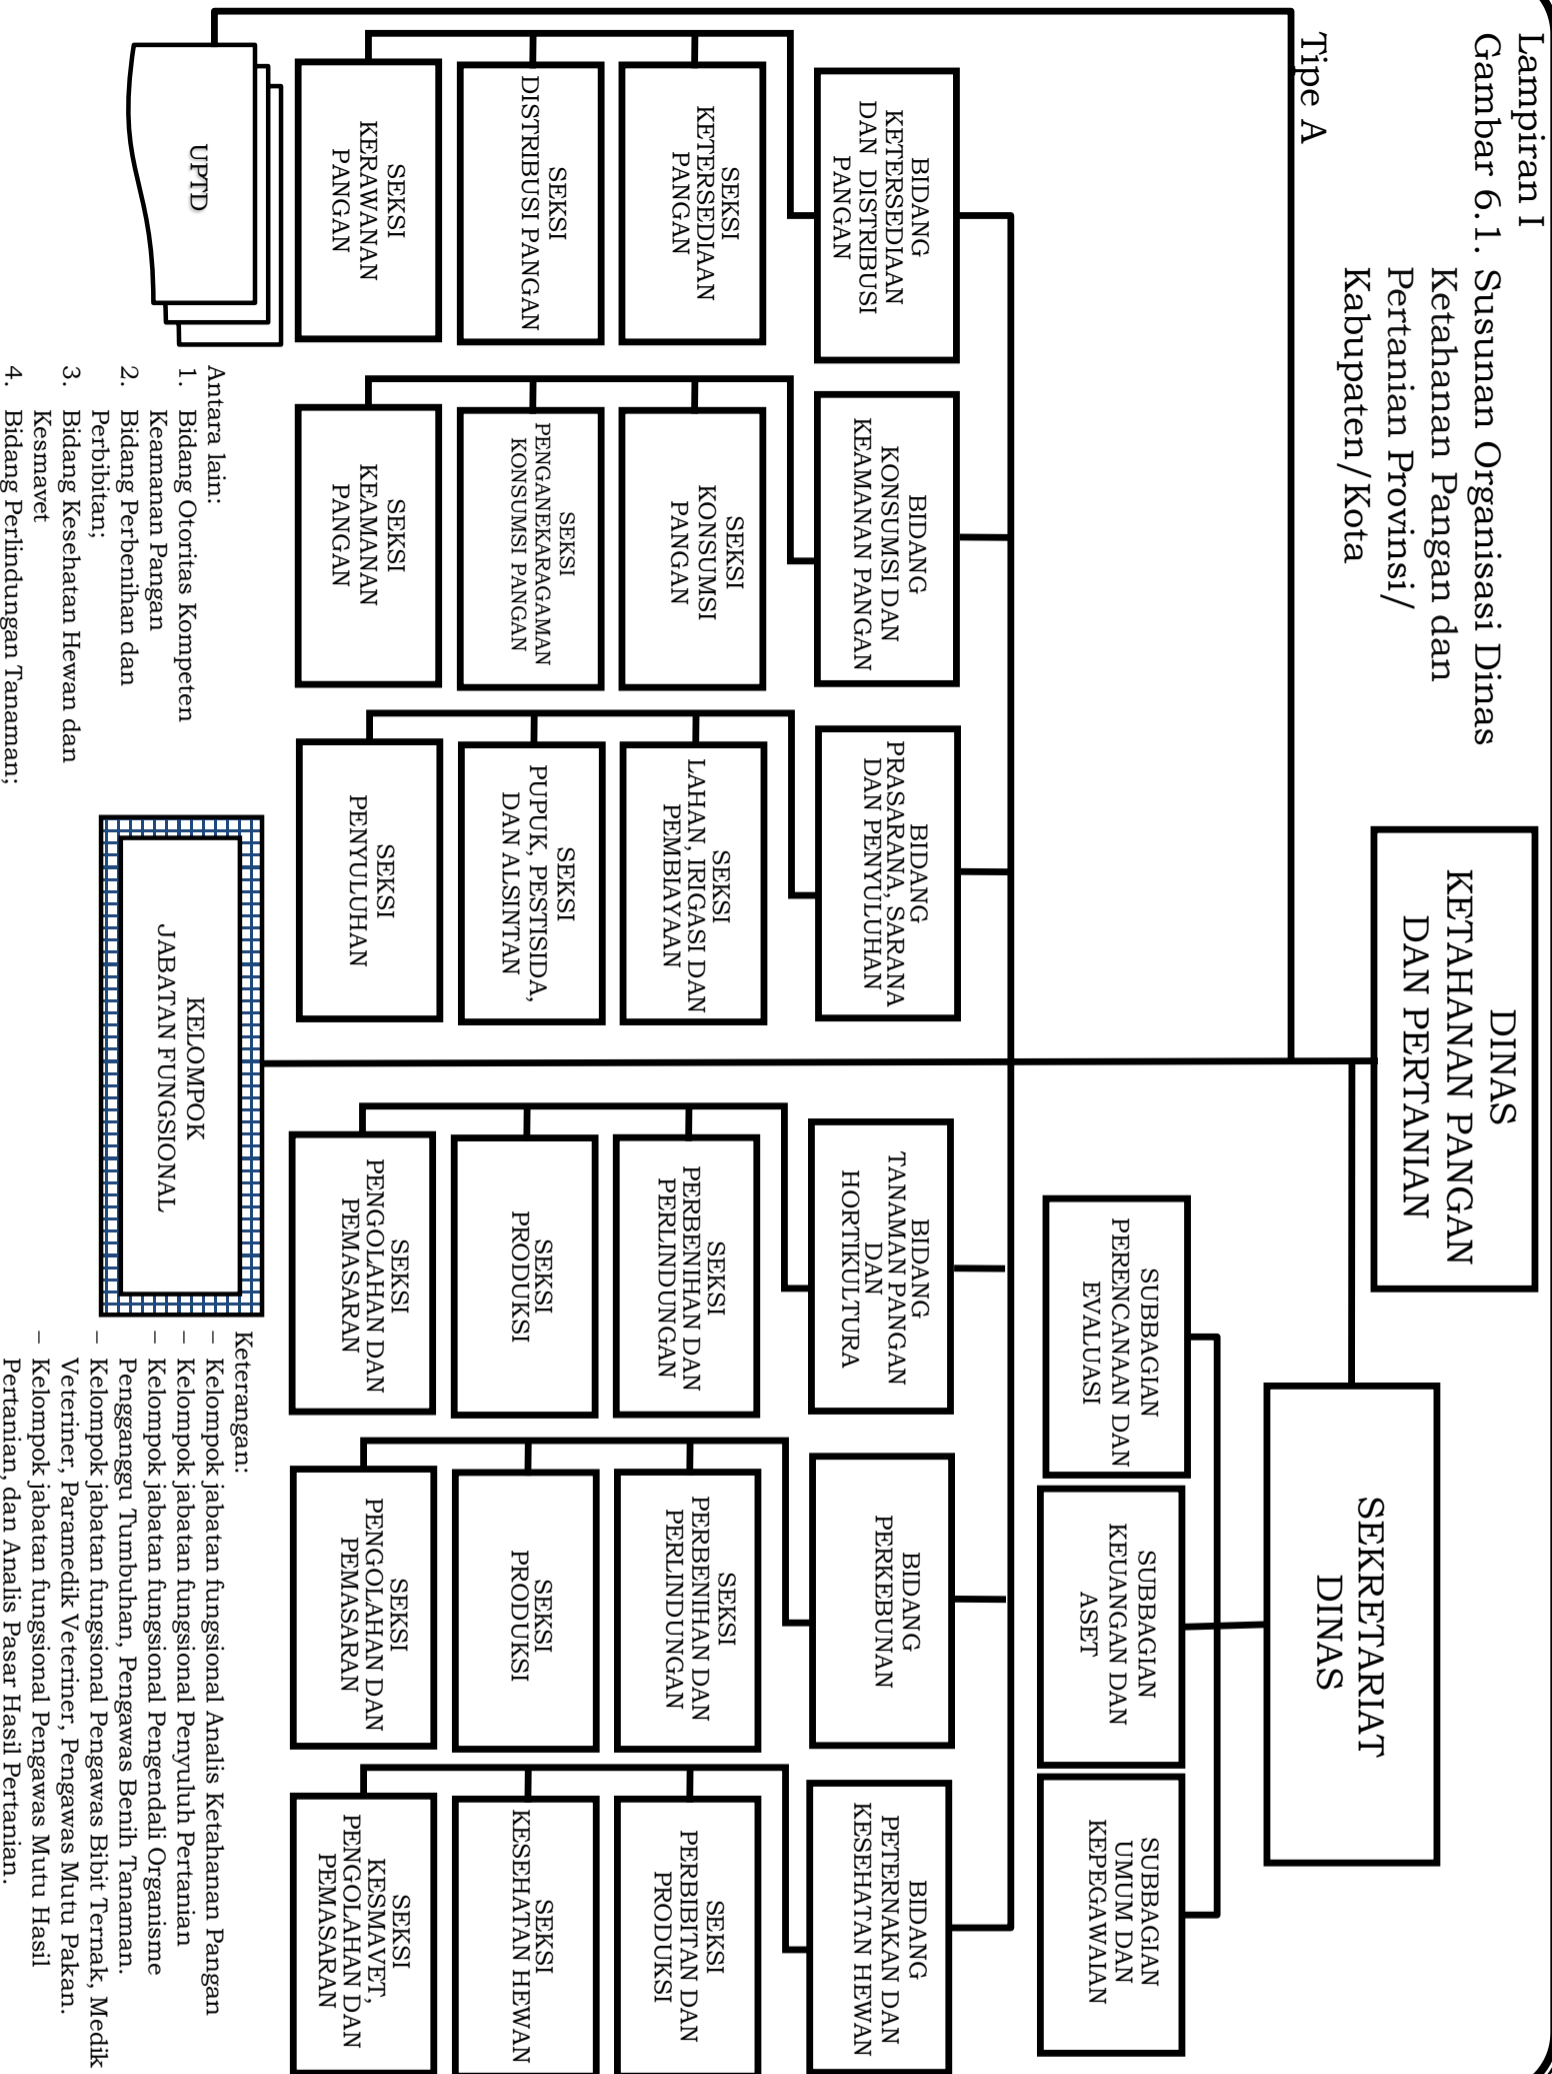 Lampiran I
Gambar 6.1. Susunan Organisasi Dinas
Ketahanan Pangan dan
Pertanian Provinsi/
Kabupaten/Kota
Tipe A
DINAS
KETAHANAN PANGAN
DAN PERTANIAN
SEKRETARIAT
DINAS
SUBBAGIAN
PERENCANAAN DAN
EVALUASI
SUBBAGIAN
KEUANGAN DAN
ASET
SUBBAGIAN
UMUM DAN
KEPEGAWAIAN
BIDANG
KETERSEDIAAN
DAN DISTRIBUSI
PANGAN
BIDANG
KONSUMSI DAN
KEAMANAN PANGAN
BIDANG
PRASARANA, SARANA
DAN PENYULUHAN
BIDANG
TANAMAN PANGAN
DAN
HORTIKULTURA
BIDANG
PERKEBUNAN
BIDANG
PETERNAKAN DAN
KESEHATAN HEWAN
SEKSI
KETERSEDIAAN
PANGAN
SEKSI
KONSUMSI
PANGAN
SEKSI
LAHAN, IRIGASI DAN
PEMBIAYAAN
SEKSI
PERBENIHAN DAN
PERLINDUNGAN
SEKSI
PERBENIHAN DAN
PERLINDUNGAN
SEKSI
PERBIBITAN DAN
PRODUKSI
SEKSI
DISTRIBUSI PANGAN
SEKSI
PENGANEKARAGAMAN
KONSUMSI PANGAN
SEKSI
PUPUK, PESTISIDA,
DAN ALSINTAN
SEKSI
PRODUKSI
SEKSI
PRODUKSI
SEKSI
KESEHATAN HEWAN
SEKSI
KERAWANAN
PANGAN
SEKSI
KEAMANAN
PANGAN
SEKSI
PENYULUHAN
SEKSI
PENGOLAHAN DAN
PEMASARAN
SEKSI
PENGOLAHAN DAN
PEMASARAN
SEKSI
KESMAVET,
PENGOLAHAN DAN
PEMASARAN
UPTD
Antara lain:
1. Bidang Otoritas Kompeten
Keamanan Pangan
2. Bidang Perbenihan dan
Perbibitan;
3. Bidang Kesehatan Hewan dan
Kesmavet
4. Bidang Perlindungan Tanaman;
KELOMPOK
JABATAN FUNGSIONAL
Keterangan:
– Kelompok jabatan fungsional Analis Ketahanan Pangan
– Kelompok jabatan fungsional Penyuluh Pertanian
– Kelompok jabatan fungsional Pengendali Organisme
Pengganggu Tumbuhan, Pengawas Benih Tanaman.
– Kelompok jabatan fungsional Pengawas Bibit Ternak, Medik
Veteriner, Paramedik Veteriner, Pengawas Mutu Pakan.
– Kelompok jabatan fungsional Pengawas Mutu Hasil
Pertanian, dan Analis Pasar Hasil Pertanian.